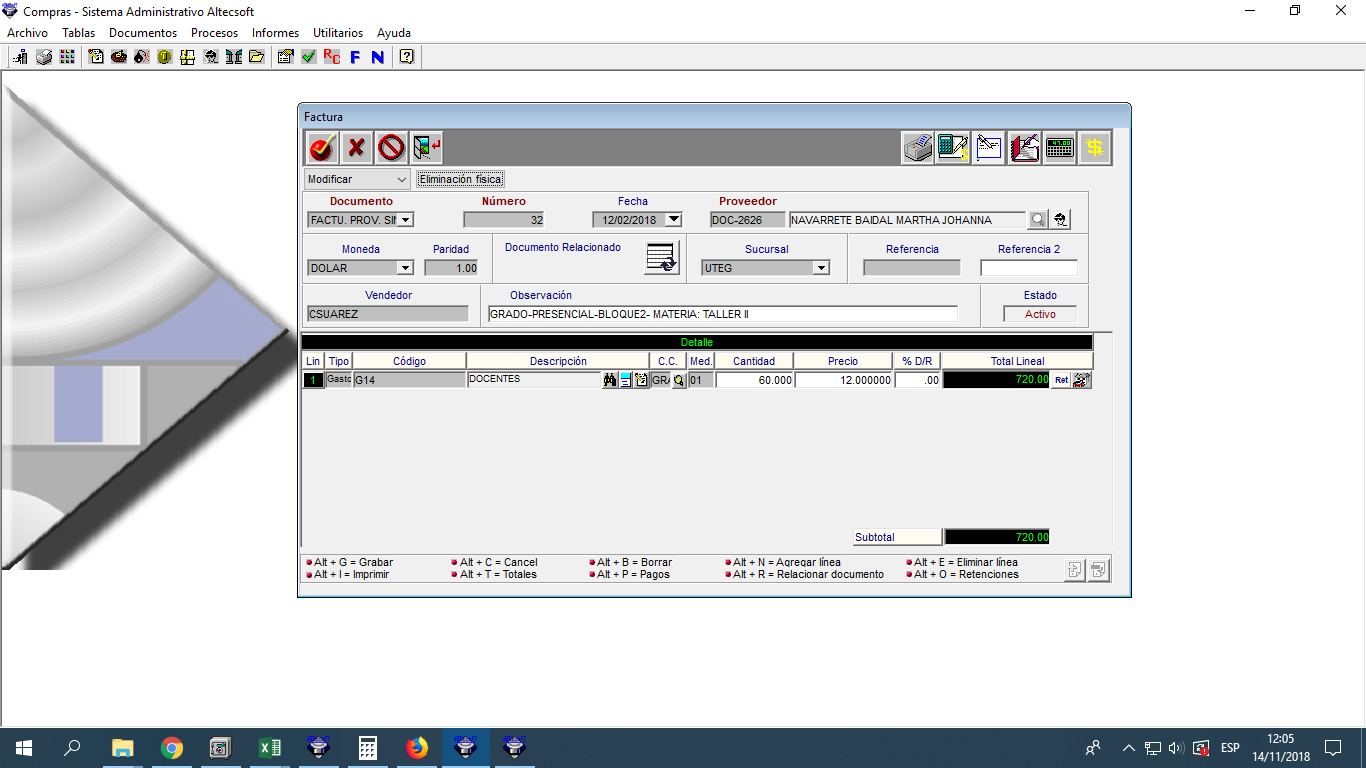 Compras - Sistema Administrativo Altecsoft
Archivo Tablas Documentos Procesos Informes Utilitarios Ayuda
RC F N
Factura
Modificar Eliminación física
Documento Número Fecha Proveedor
FACTU. PROV. SIN 32 12/02/2018 DOC-2626 NAVARRETE BAIDAL MARTHA JOHANNA
Moneda Paridad Documento Relacionado Sucursal Referencia Referencia 2
DOLAR 1.00 UTEG
Vendedor Observación Estado
CSUAREZ GRADO-PRESENCIAL-BLOQUE2- MATERIA: TALLER II Activo
Detalle
Lin Tipo Código Descripción C.C. Med. Cantidad Precio % D/R Total Lineal
1 Gasto G14 DOCENTES GRA 01 60.000 12.000000 .00 720.00 Ret
Subtotal 720.00
Alt + G = Grabar Alt + C = Cancel Alt + B = Borrar Alt + N = Agregar línea Alt + E = Eliminar línea
Alt + I = Imprimir Alt + T = Totales Alt + P = Pagos Alt + R = Relacionar documento Alt + O = Retenciones
ESP
12:05
14/11/2018